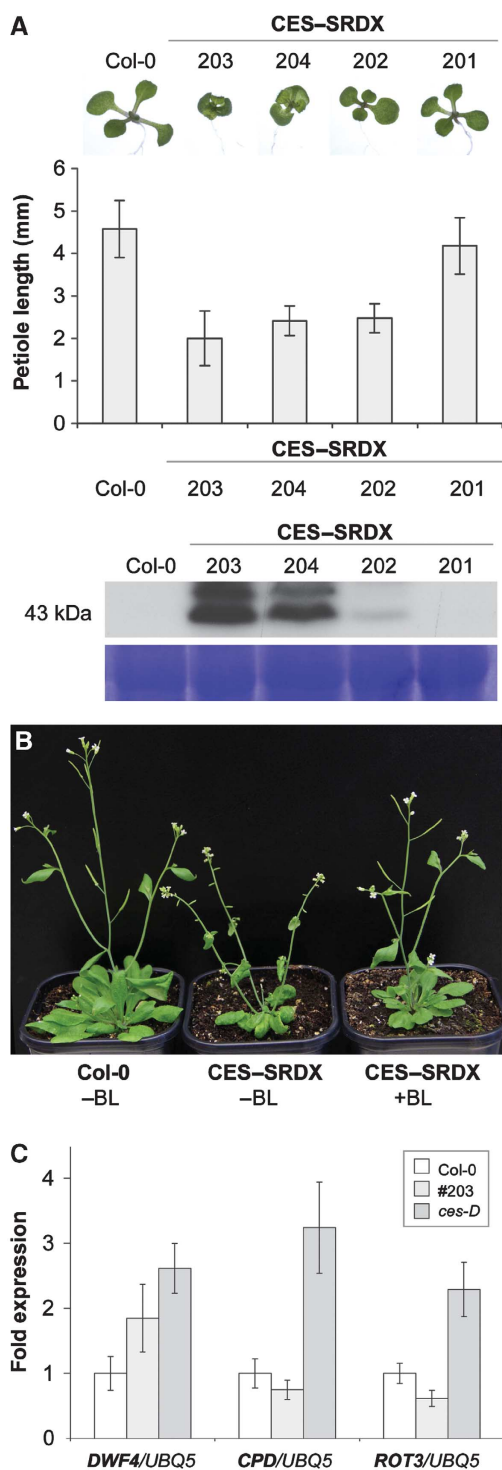 A
CES–SRDX
Col-0 203 204 202 201
Petiole length (mm)
6
5
4
3
2
1
0
CES–SRDX
Col-0 203 204 202 201
CES–SRDX
Col-0 203 204 202 201
43 kDa
B
Col-0 CES–SRDX CES–SRDX
–BL –BL +BL
C
Fold expression
4
3
2
1
0
Col-0
#203
ces-D
DWF4/UBQ5 CPD/UBQ5 ROT3/UBQ5